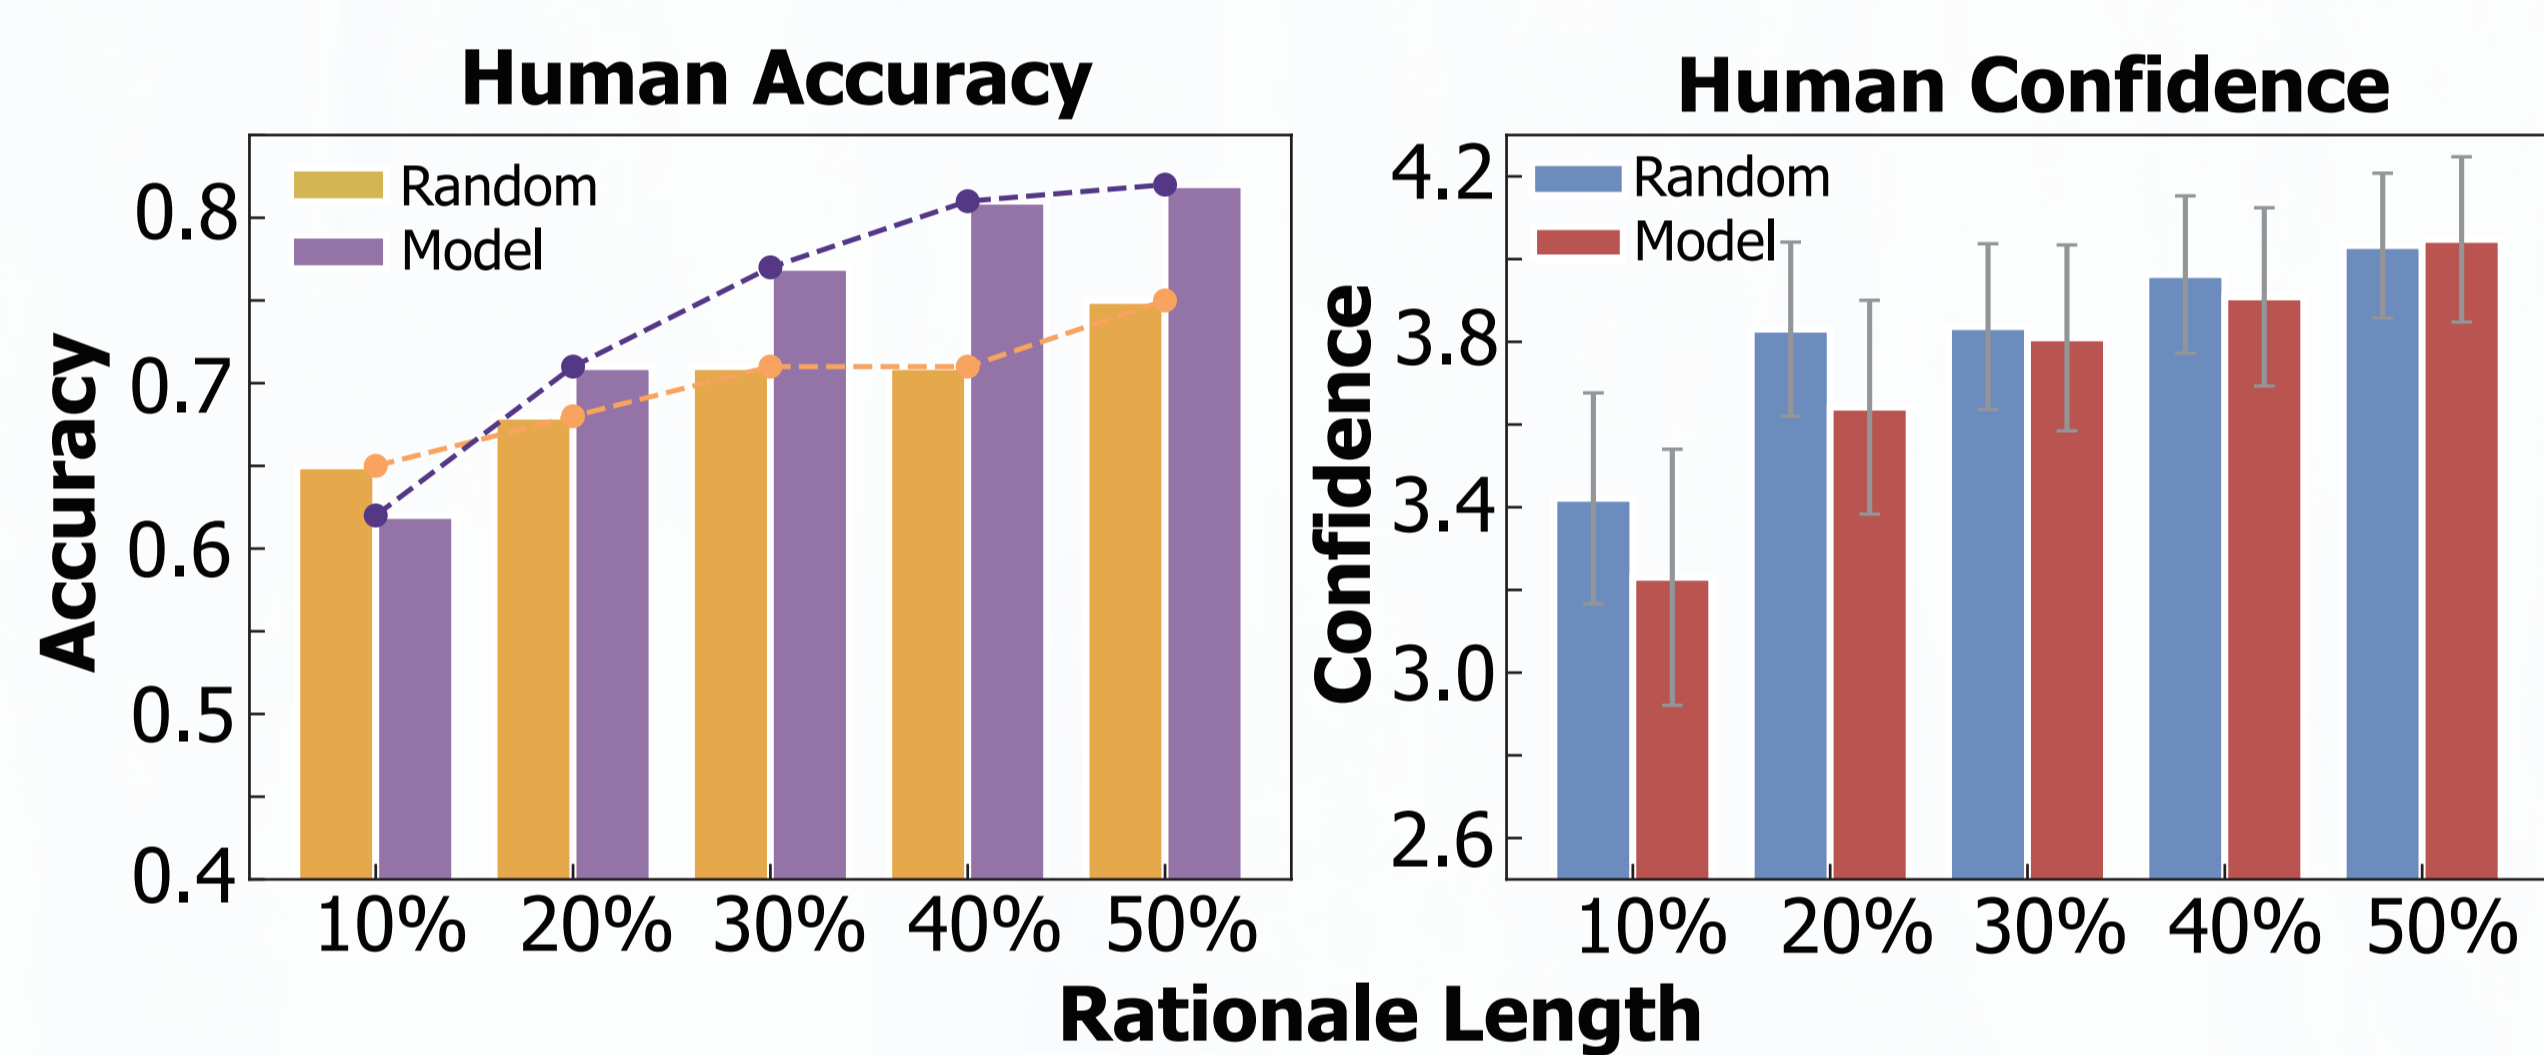 Human Accuracy
Random
Model
Accuracy
0.8
0.7
0.6
0.5
0.4
10% 20% 30% 40% 50%
Human Confidence
Random
Model
Confidence
4.2
3.8
3.4
3.0
2.6
10% 20% 30% 40% 50%
Rationale Length